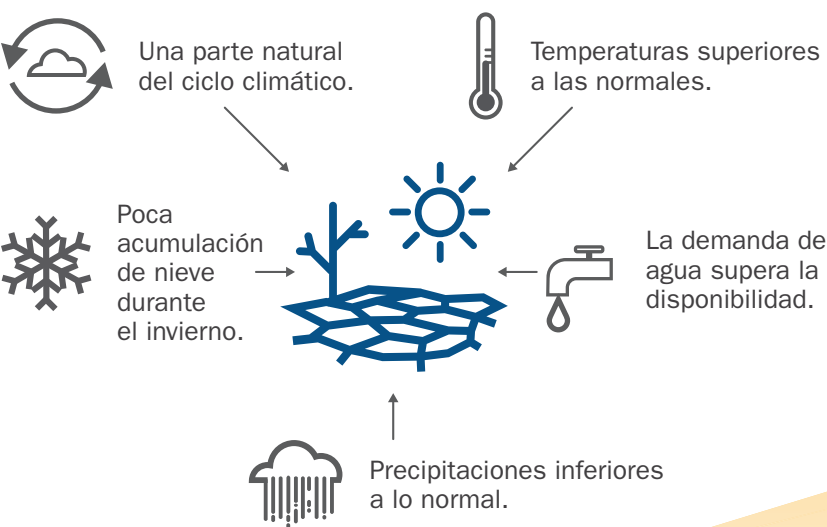 Una parte natural
del ciclo climático.
Temperaturas superiores
a las normales.
Poca
acumulación
de nieve
durante
el invierno.
La demanda de
agua supera la
disponibilidad.
Precipitaciones inferiores
a lo normal.